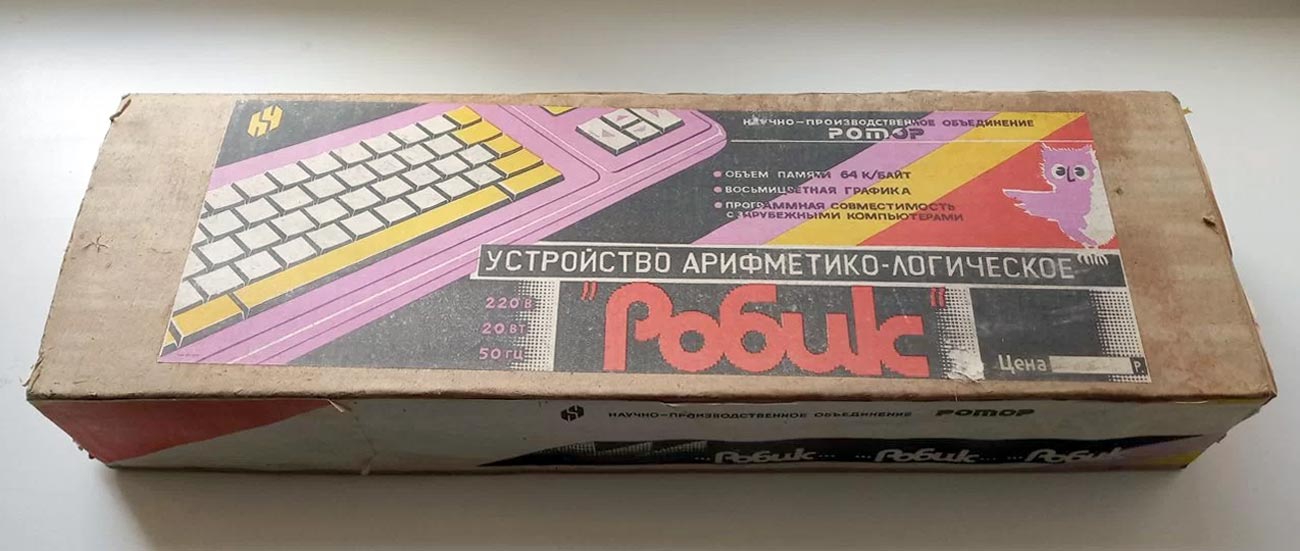 НАУЧНО-ПРОИЗВОДСТВЕННОЕ ОБЪЕДИНЕНИЕ
РОТОР
ОБЪЕМ ПАМЯТИ 64 К/БАЙТ
ВОСЬМИЦВЕТНАЯ ГРАФИКА
ПРОГРАММНАЯ СОВМЕСТИМОСТЬ
С ЗАРУБЕЖНЫМИ КОМПЬЮТЕРАМИ
УСТРОЙСТВО АРИФМЕТИКО-ЛОГИЧЕСКОЕ
220 В
20 ВТ
50 ГЦ
"Робик"
Цена Р.
НАУЧНО-ПРОИЗВОДСТВЕННОЕ ОБЪЕДИНЕНИЕ РОТОР
...Робик... ...Робик... ...Робик